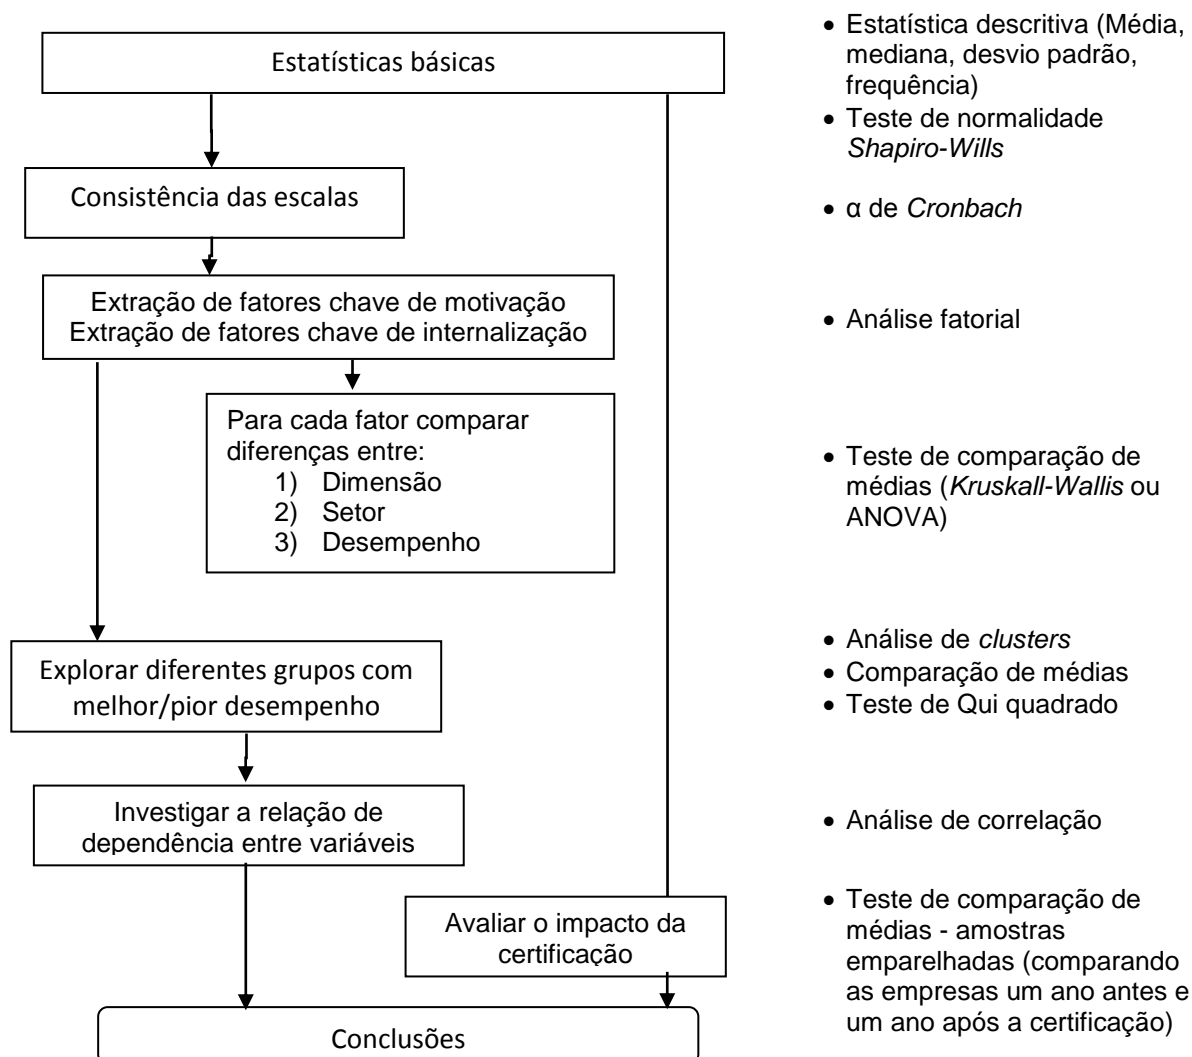 Estatísticas básicas
• Estatística descritiva (Média,
mediana, desvio padrão,
frequência)
• Teste de normalidade
Shapiro-Wills
Consistência das escalas
• α de Cronbach
Extração de fatores chave de motivação
Extração de fatores chave de internalização
• Análise fatorial
Para cada fator comparar
diferenças entre:
1) Dimensão
2) Setor
3) Desempenho
• Teste de comparação de
médias (Kruskall-Wallis ou
ANOVA)
Explorar diferentes grupos com
melhor/pior desempenho
• Análise de clusters
• Comparação de médias
• Teste de Qui quadrado
Investigar a relação de
dependência entre variáveis
• Análise de correlação
Avaliar o impacto da
certificação
• Teste de comparação de
médias - amostras
emparelhadas (comparando
as empresas um ano antes e
um ano após a certificação)
Conclusões